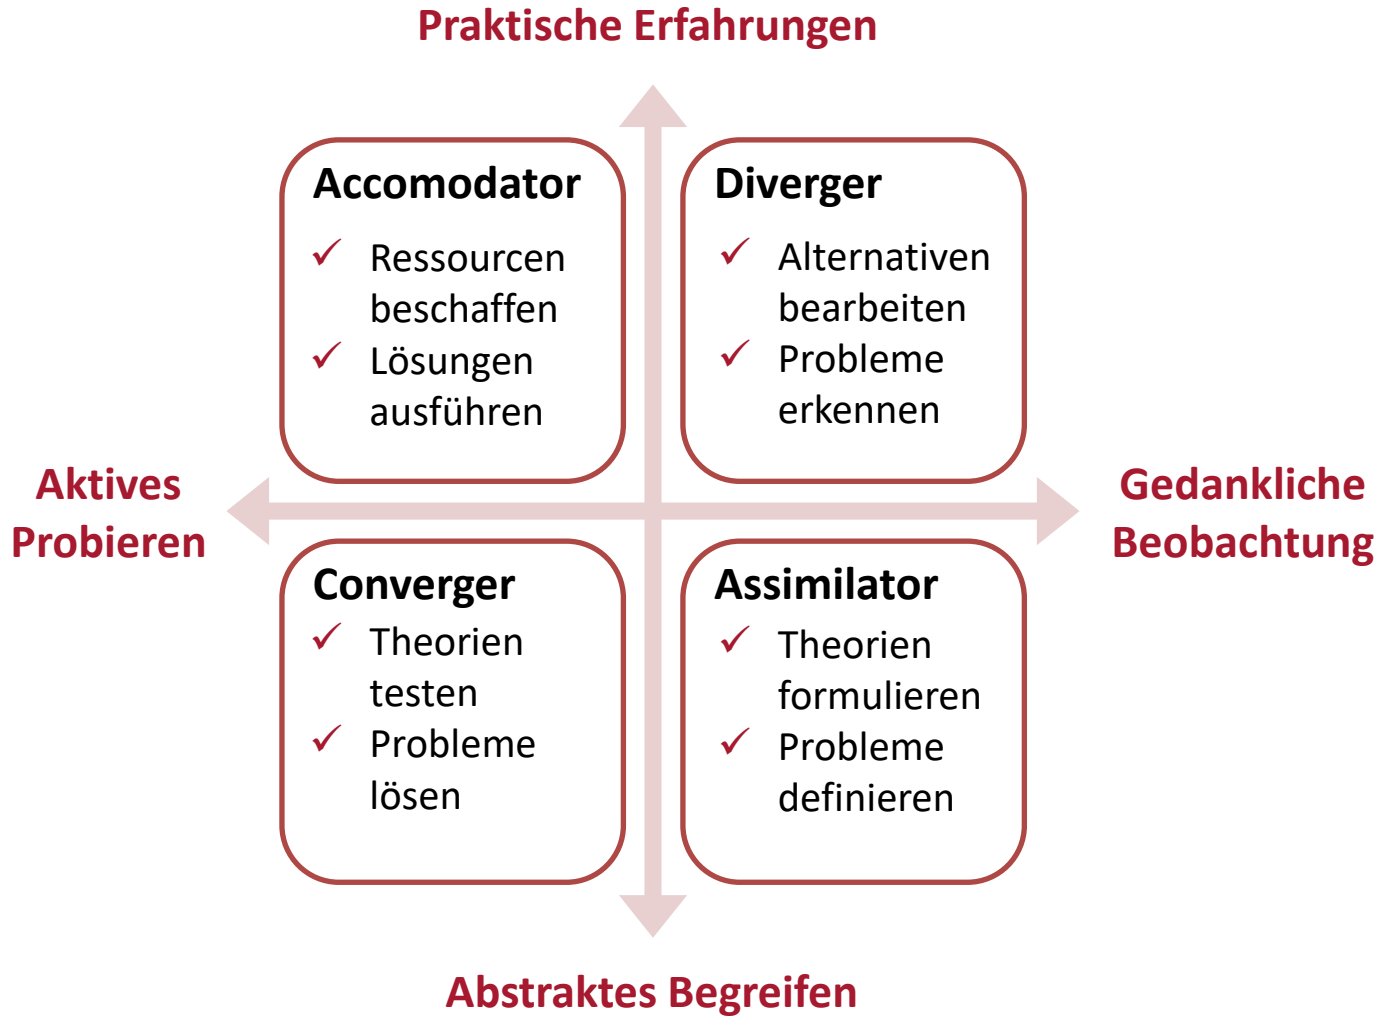 Praktische Erfahrungen
Accomodator
Ressourcen
beschaffen
Lösungen
ausführen
Diverger
Alternativen
bearbeiten
Probleme
erkennen
Aktives
Probieren
Gedankliche
Beobachtung
Converger
Theorien
testen
Probleme
lösen
Assimilator
Theorien
formulieren
Probleme
definieren
Abstraktes Begreifen